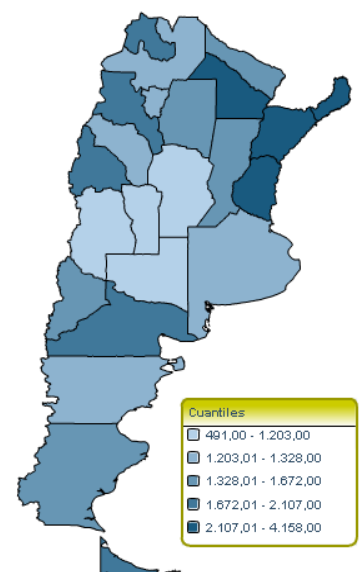 Cuantiles
491,00 - 1.203,00
1.203,01 - 1.328,00
1.328,01 - 1.672,00
1.672,01 - 2.107,00
2.107,01 - 4.158,00